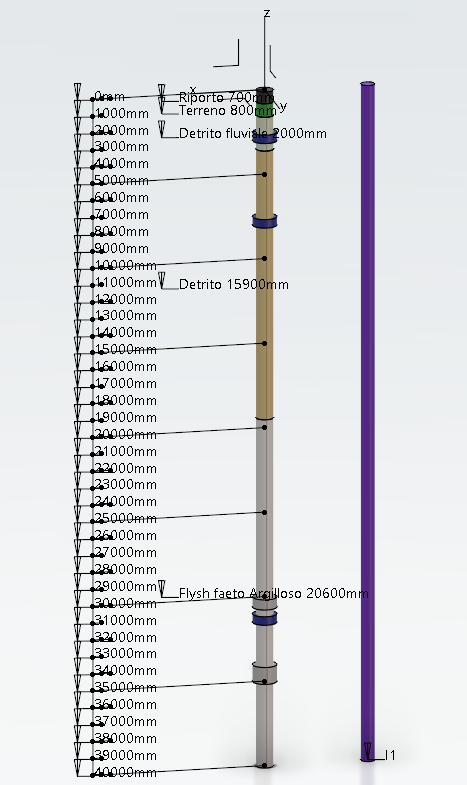 z
x
y
0mm
Riporto 700mm
1000mm
Terreno 800mm
2000mm
Detrito fluviale 2000mm
3000mm
4000mm
5000mm
6000mm
7000mm
8000mm
9000mm
10000mm
11000mm
Detrito 15900mm
12000mm
13000mm
14000mm
15000mm
16000mm
17000mm
18000mm
19000mm
20000mm
21000mm
22000mm
23000mm
24000mm
25000mm
26000mm
27000mm
28000mm
29000mm
Flysh faeto Argilloso 20600mm
30000mm
31000mm
32000mm
33000mm
34000mm
35000mm
36000mm
37000mm
38000mm
39000mm
I1
40000mm